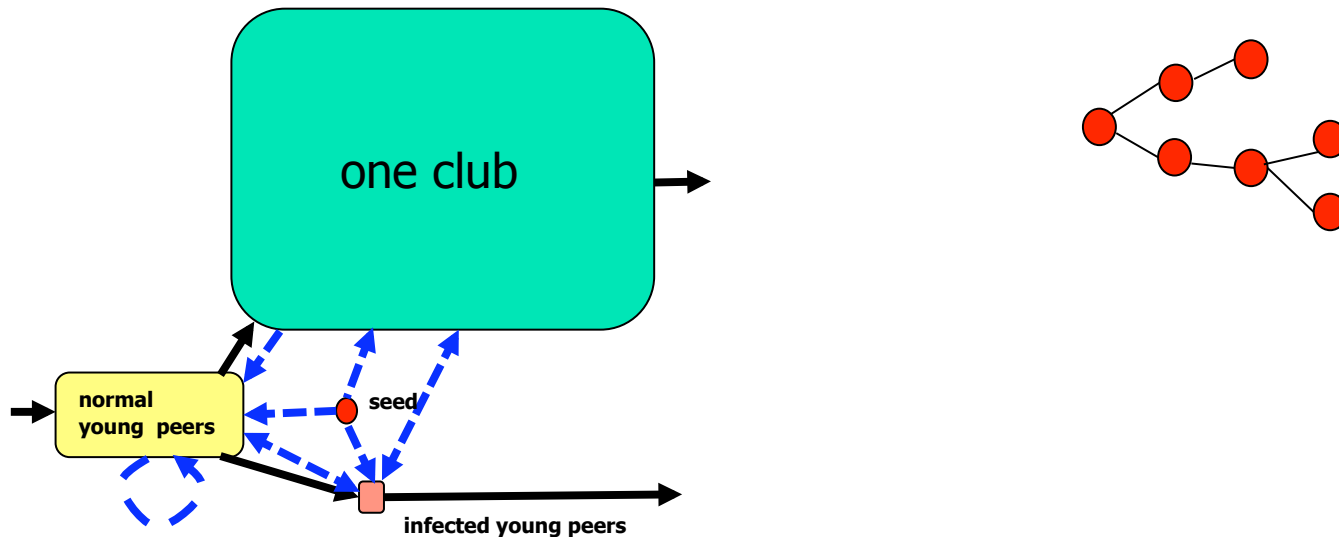 one club
normal
young peers
seed
infected young peers